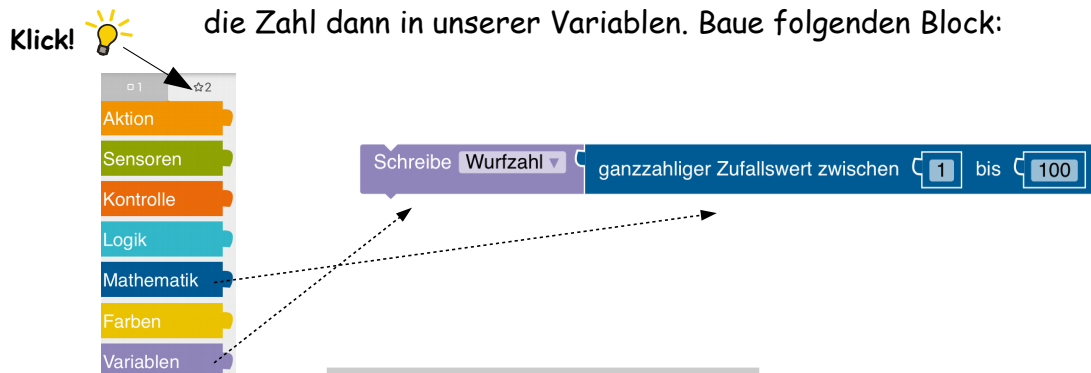 die Zahl dann in unserer Variablen. Baue folgenden Block:
Klick!
1
2
Aktion
Sensoren
Kontrolle
Logik
Mathematik
Farben
Variablen
Schreibe Wurfzahl ganzzahliger Zufallswert zwischen 1 bis 100